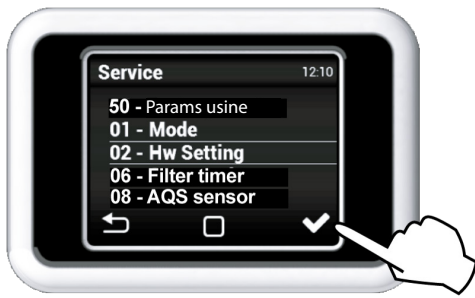 Service 12:10
50 - Params usine
01 - Mode
02 - Hw Setting
06 - Filter timer
08 - AQS sensor